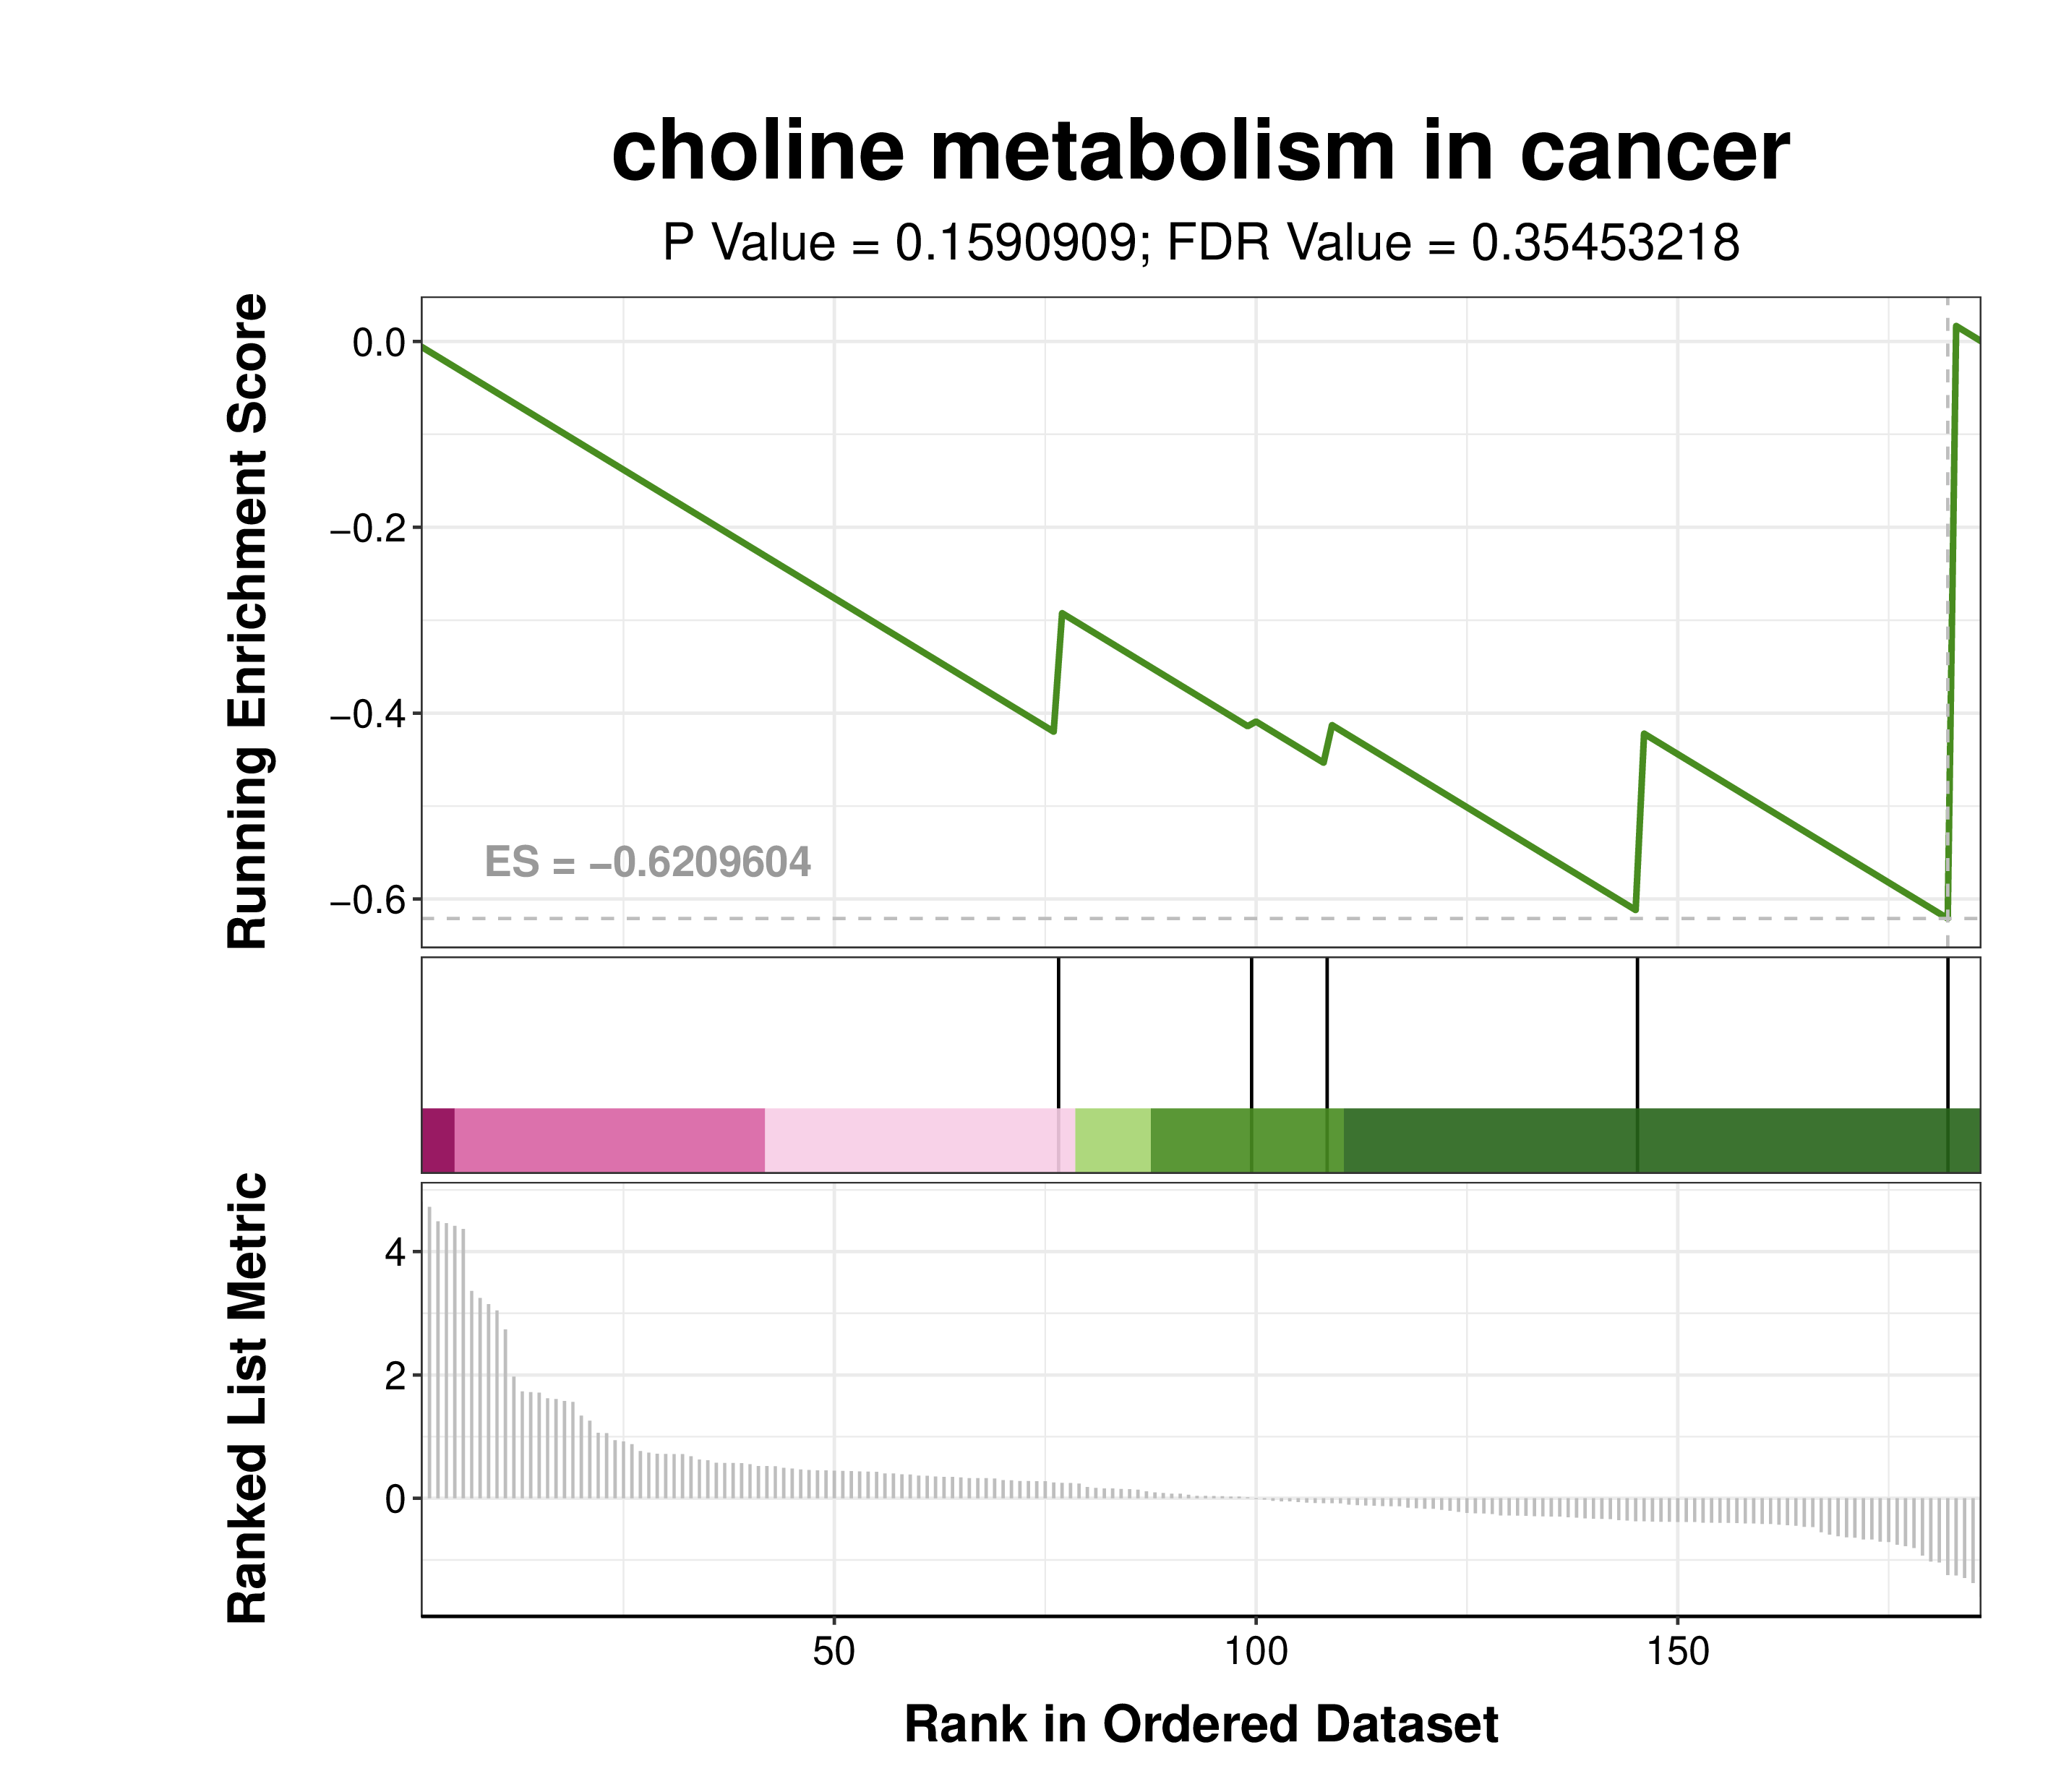 choline metabolism in cancer
P Value = 0.1590909; FDR Value = 0.35453218
Running Enrichment Score
0.0
−0.2
−0.4
−0.6
ES = −0.6209604
Ranked List Metric
4
2
0
50 100 150
Rank in Ordered Dataset